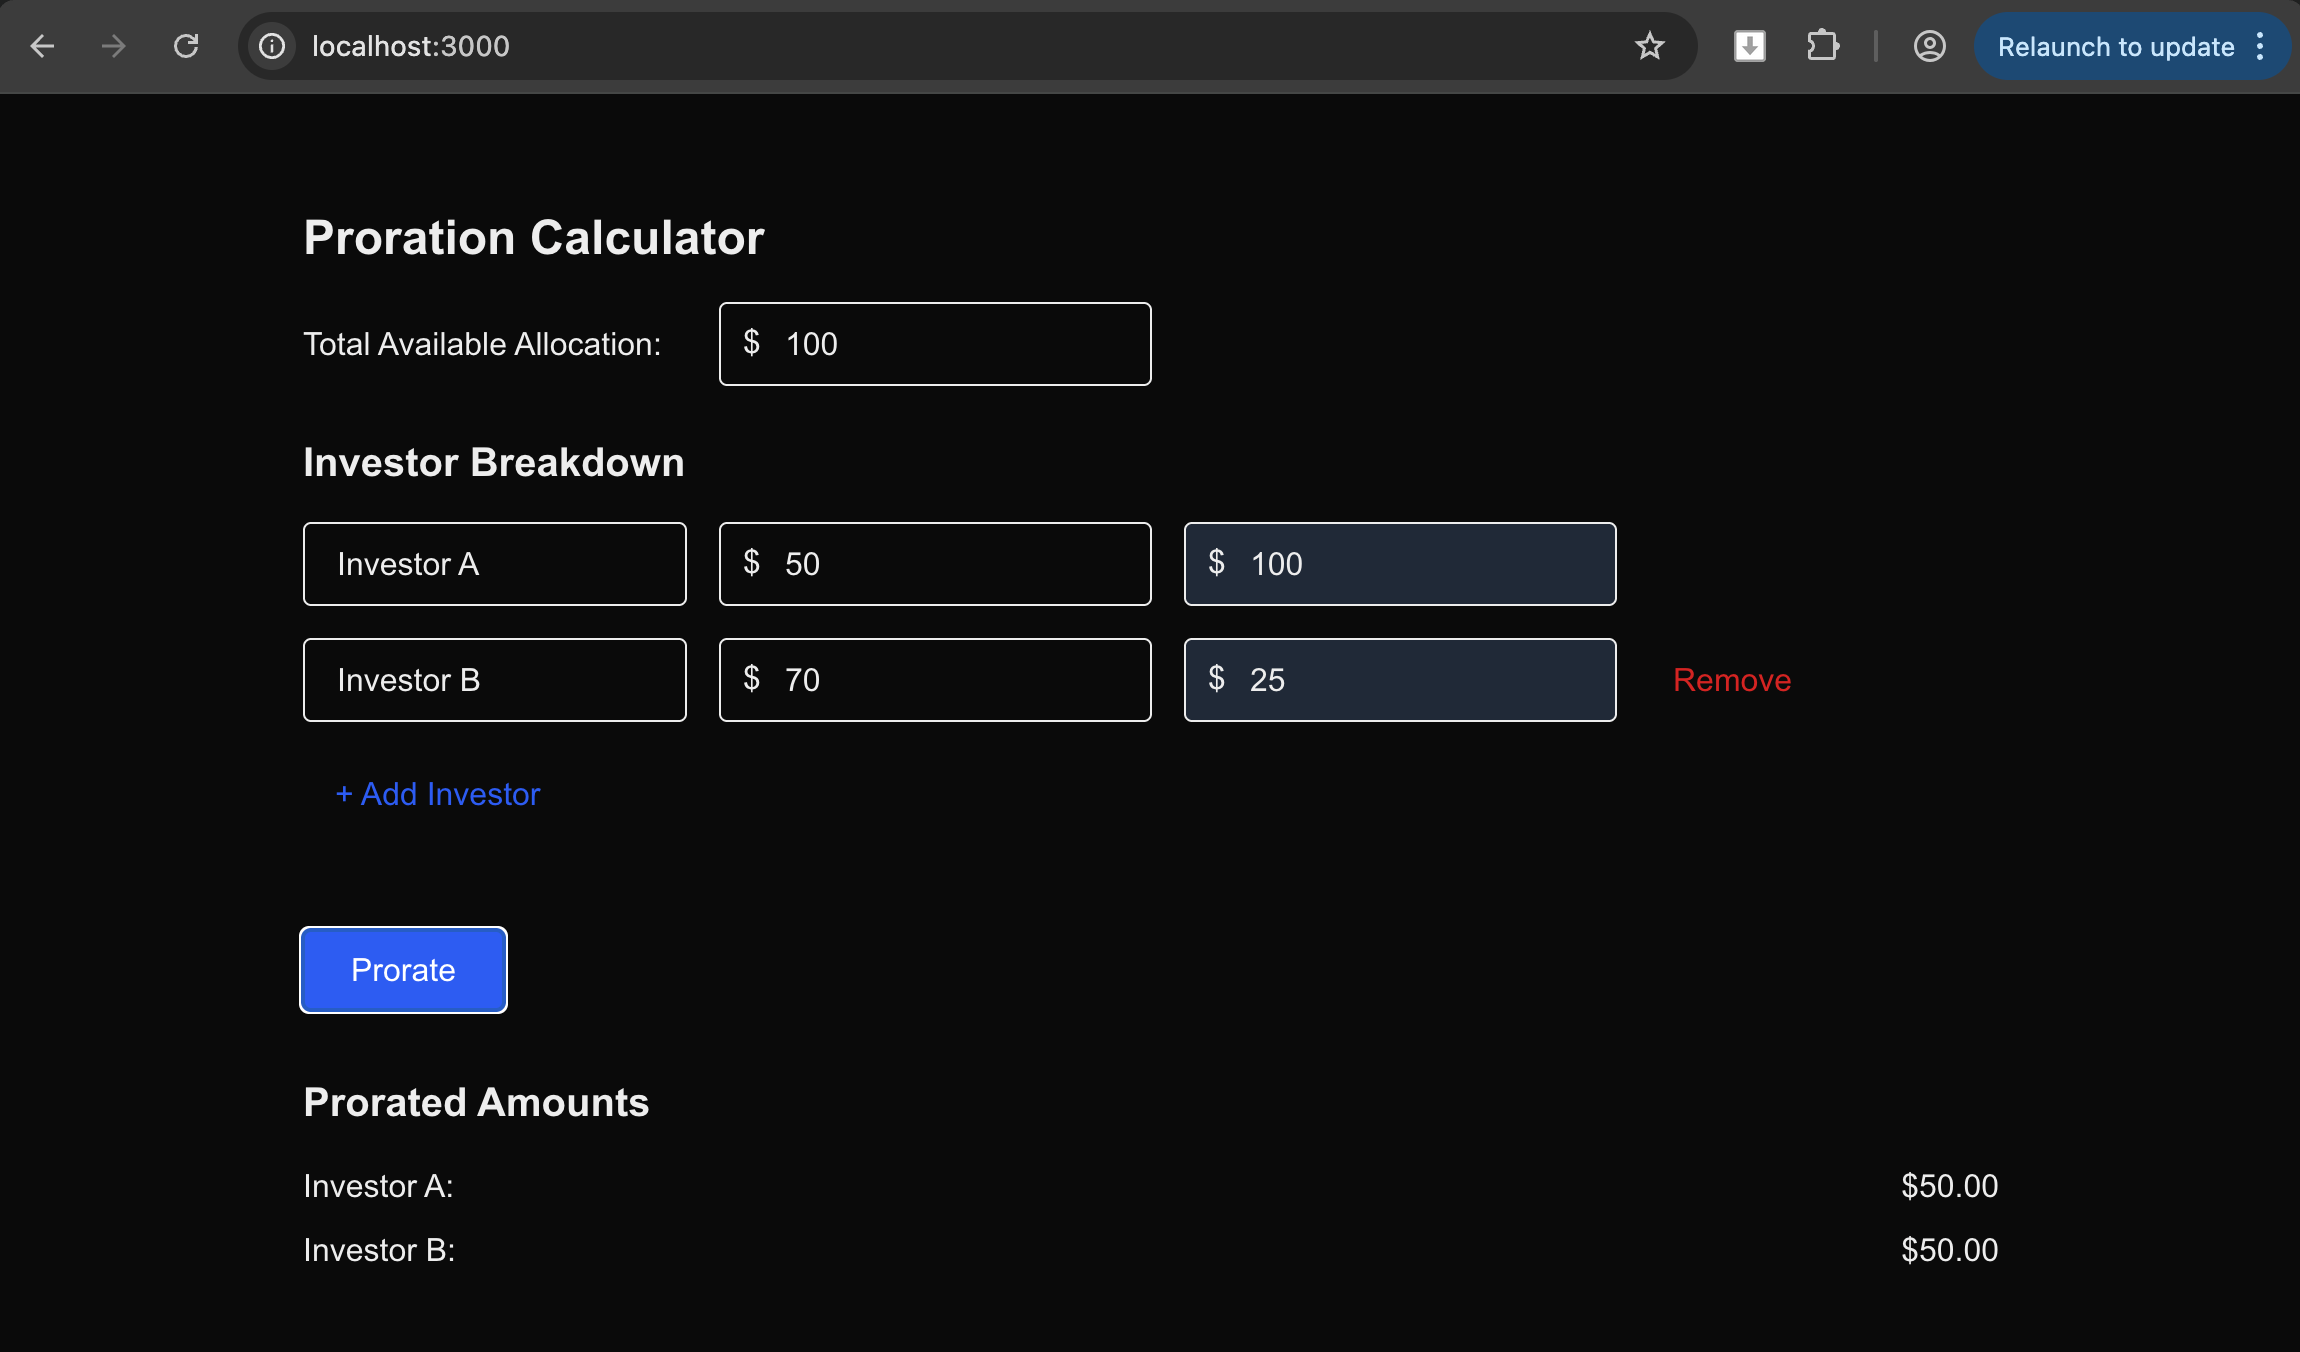 localhost:3000
Relaunch to update
Proration Calculator
Total Available Allocation: $ 100
Investor Breakdown
Investor A $ 50 $ 100
Investor B $ 70 $ 25 Remove
+ Add Investor
Prorate
Prorated Amounts
Investor A: $50.00
Investor B: $50.00